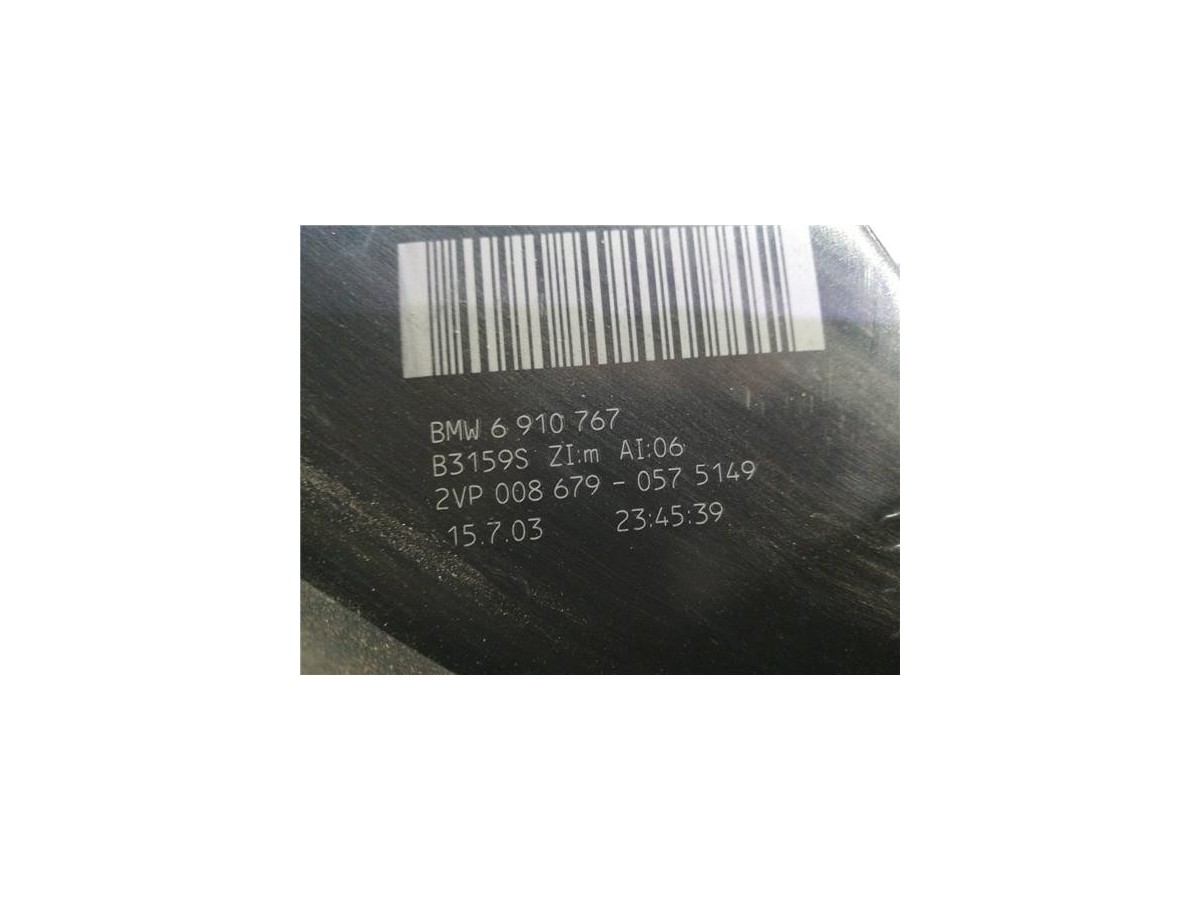 BMW 6 910 767
B3159S ZI:m AI:06
2VP 008 679 - 057 5149
15.7.03 23:45:39